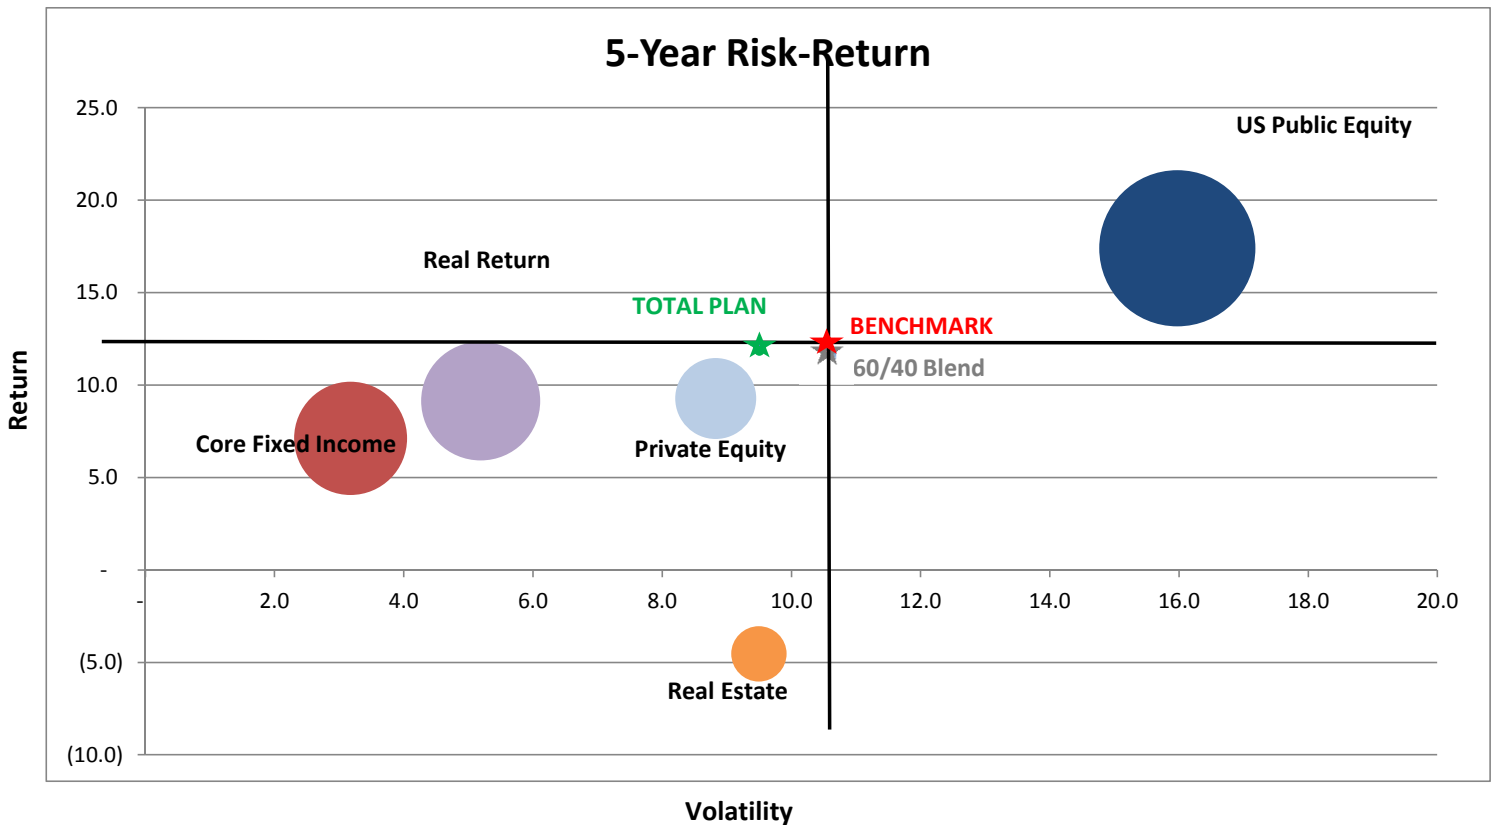 5-Year Risk-Return
25.0
US Public Equity
20.0
Real Return
15.0
TOTAL PLAN
BENCHMARK
60/40 Blend
10.0
Return
Core Fixed Income
Private Equity
5.0
-
- 2.0 4.0 6.0 8.0 10.0 12.0 14.0 16.0 18.0 20.0
(5.0)
Real Estate
(10.0)
Volatility